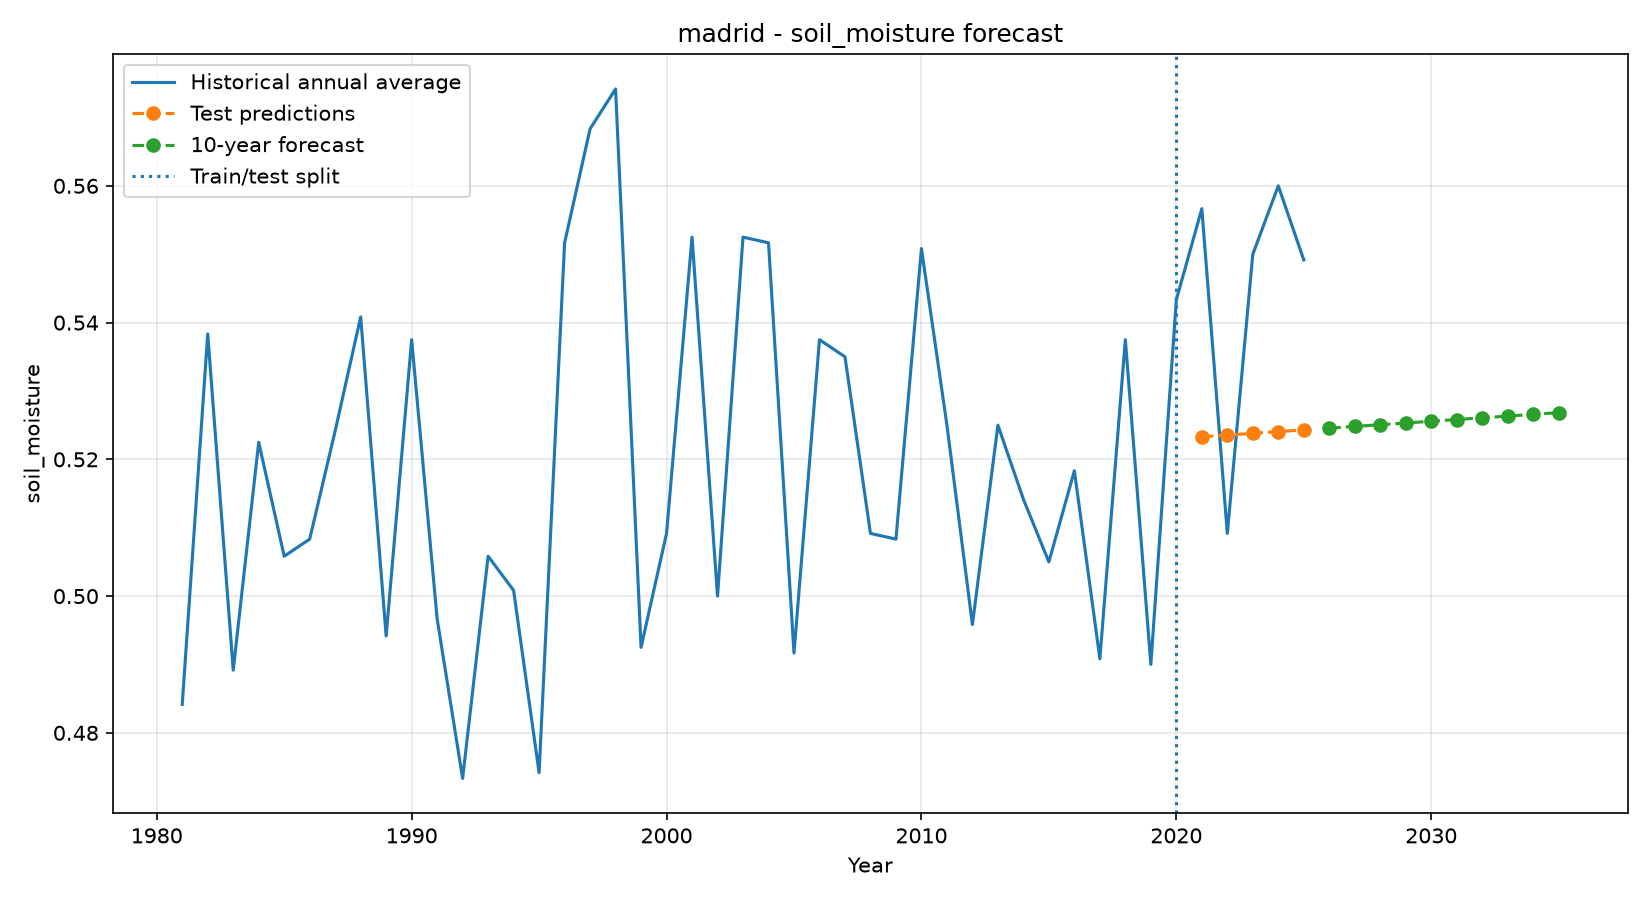 madrid - soil_moisture forecast
Historical annual average
Test predictions
10-year forecast
Train/test split
soil_moisture
0.56
0.54
0.52
0.50
0.48
1980 1990 2000 2010 2020 2030
Year